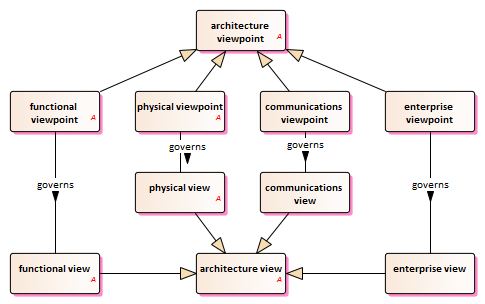 architecture
viewpoint
A
functional
viewpoint
A
physical viewpoint
A
communications
viewpoint
enterprise
viewpoint
governs
governs
physical view
A
communications
view
governs
governs
functional view
A
architecture view
A
enterprise view